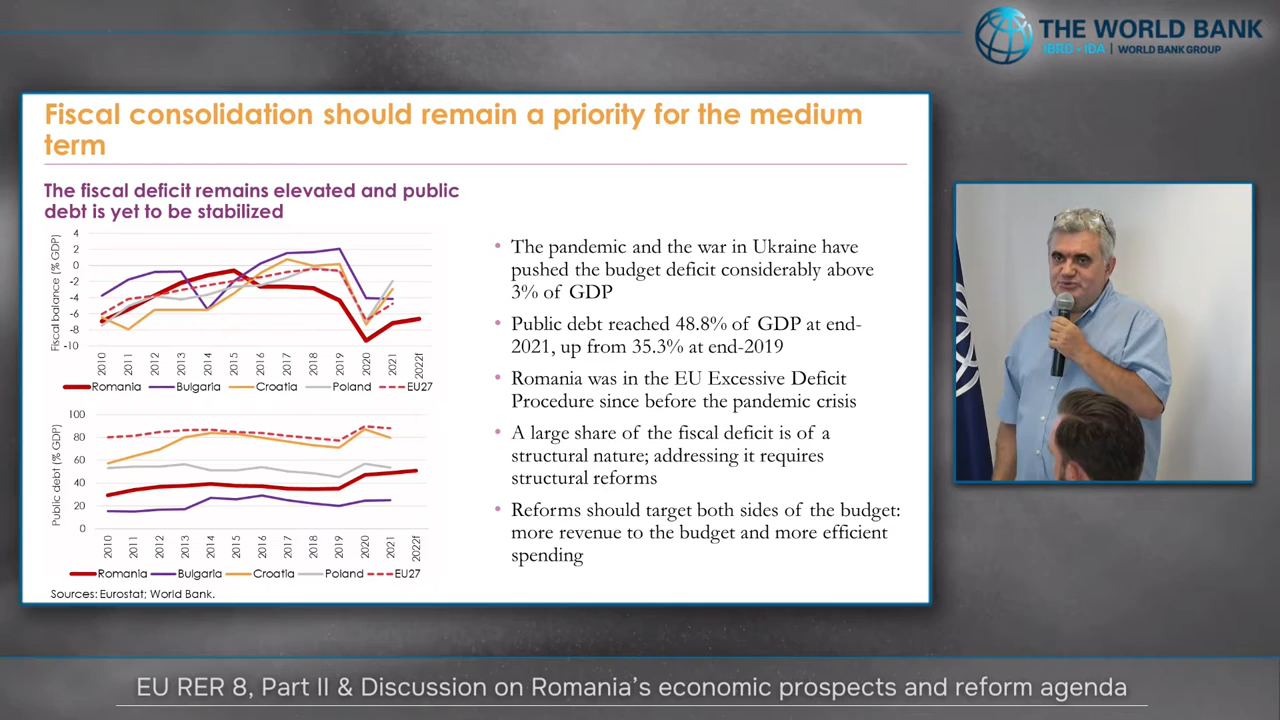 THE WORLD BANK
IBRD • IDA | WORLD BANK GROUP
Fiscal consolidation should remain a priority for the medium
term
The fiscal deficit remains elevated and public
debt is yet to be stabilized
Fiscal balance (% GDP)
4
2
0
-2
-4
-6
-8
-10
2010 2011 2012 2013 2014 2015 2016 2017 2018 2019 2020 2021 2022f
Romania Bulgaria Croatia Poland EU27
Public debt (% GDP)
100
80
60
40
20
0
2010 2011 2012 2013 2014 2015 2016 2017 2018 2019 2020 2021 2022f
Romania Bulgaria Croatia Poland EU27
Sources: Eurostat; World Bank.
• The pandemic and the war in Ukraine have
pushed the budget deficit considerably above
3% of GDP
• Public debt reached 48.8% of GDP at end-
2021, up from 35.3% at end-2019
• Romania was in the EU Excessive Deficit
Procedure since before the pandemic crisis
• A large share of the fiscal deficit is of a
structural nature; addressing it requires
structural reforms
• Reforms should target both sides of the budget:
more revenue to the budget and more efficient
spending
EU RER 8, Part II & Discussion on Romania's economic prospects and reform agenda